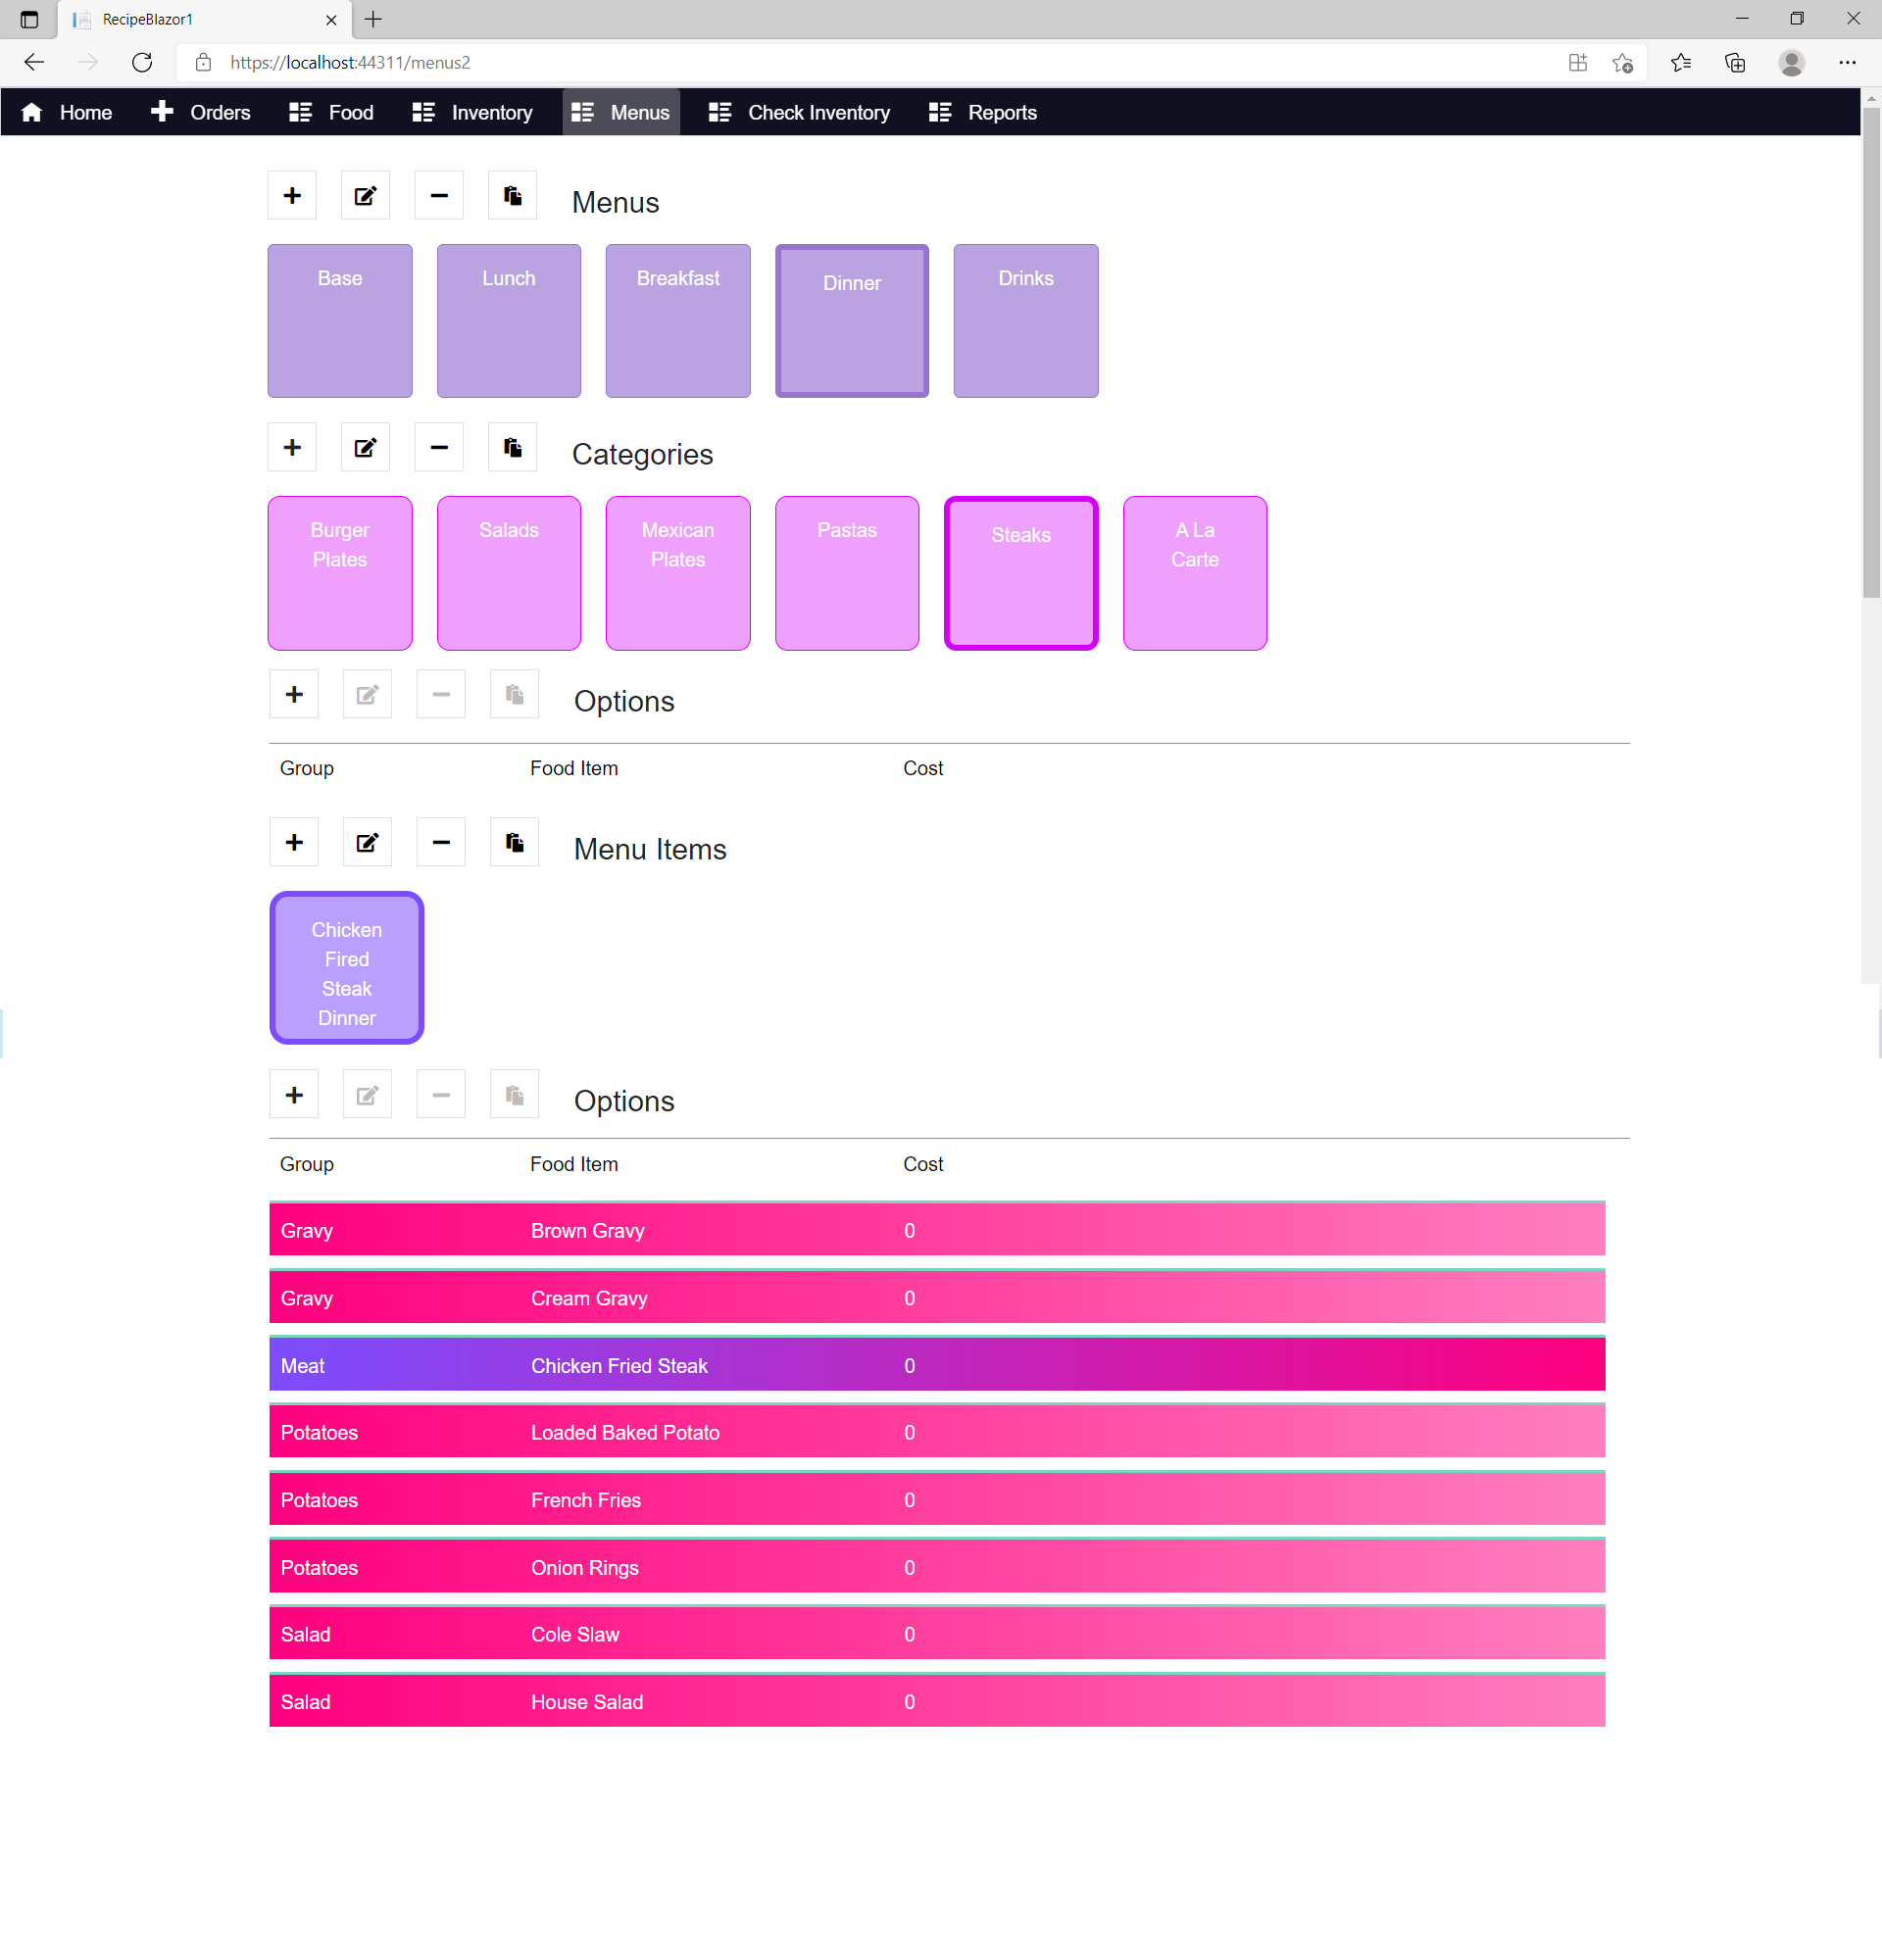 RecipeBlazor1
https://localhost:44311/menus2
Home Orders Food Inventory Menus Check Inventory Reports
Menus
Base Lunch Breakfast Dinner Drinks
Categories
Burger Plates Salads Mexican Plates Pastas Steaks A La Carte
Options
Group Food Item Cost
Menu Items
Chicken
Fired
Steak
Dinner
Options
Group Food Item Cost
Gravy Brown Gravy 0
Gravy Cream Gravy 0
Meat Chicken Fried Steak 0
Potatoes Loaded Baked Potato 0
Potatoes French Fries 0
Potatoes Onion Rings 0
Salad Cole Slaw 0
Salad House Salad 0